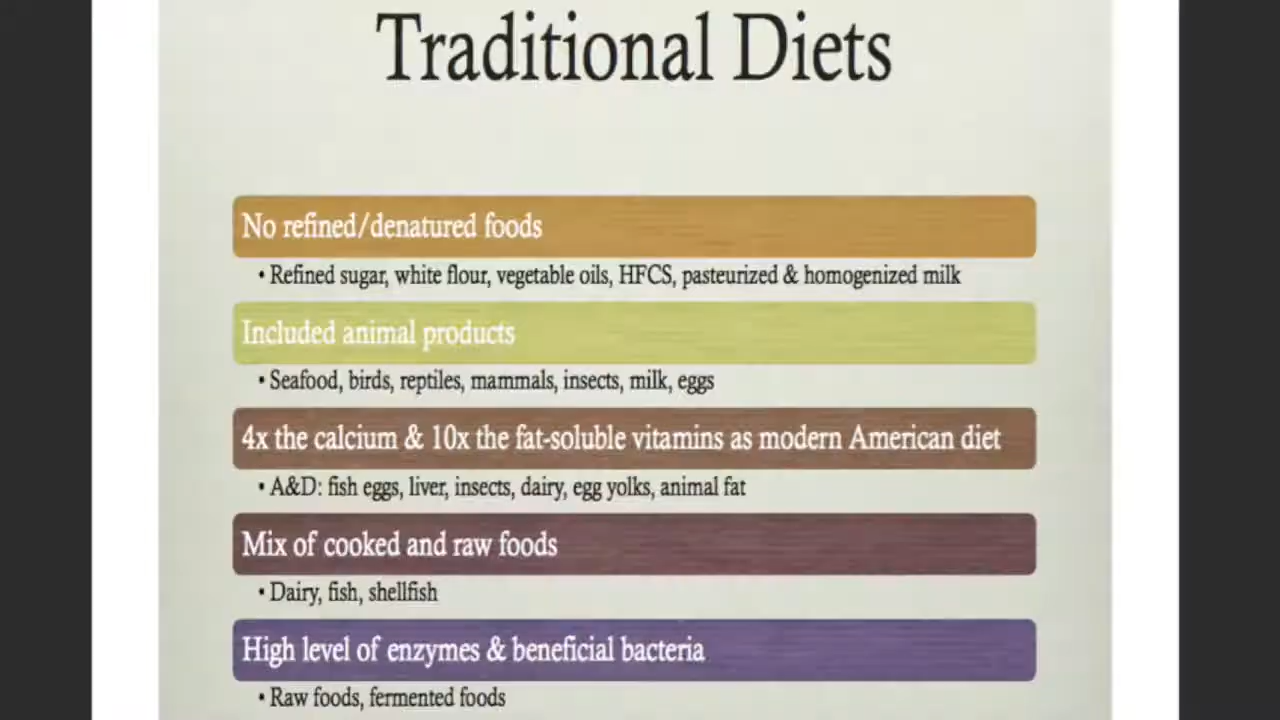 Traditional Diets
No refined/denatured foods
• Refined sugar, white flour, vegetable oils, HFCS, pasteurized & homogenized milk
Included animal products
• Seafood, birds, reptiles, mammals, insects, milk, eggs
4x the calcium & 10x the fat-soluble vitamins as modern American diet
• A&D: fish eggs, liver, insects, dairy, egg yolks, animal fat
Mix of cooked and raw foods
• Dairy, fish, shellfish
High level of enzymes & beneficial bacteria
• Raw foods, fermented foods